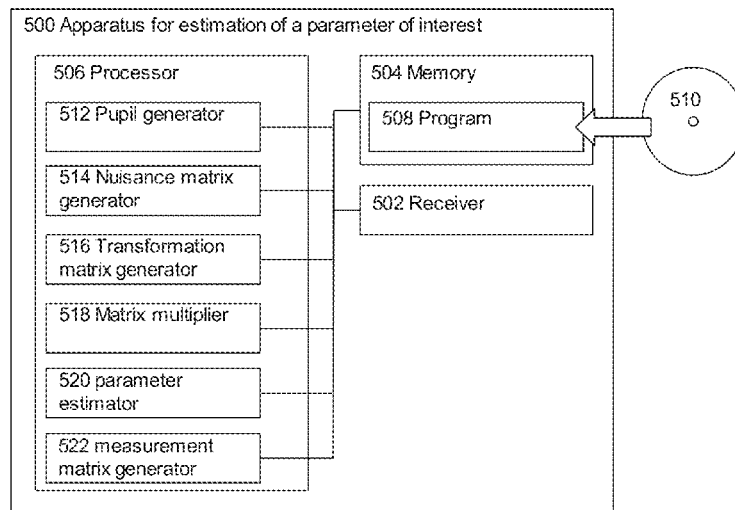 500 Apparatus for estimation of a parameter of interest
506 Processor
512 Pupil generator
514 Nuisance matrix
generator
516 Transformation
matrix generator
518 Matrix multiplier
520 parameter
estimator
522 measurement
matrix generator
504 Memory
508 Program
502 Receiver
510